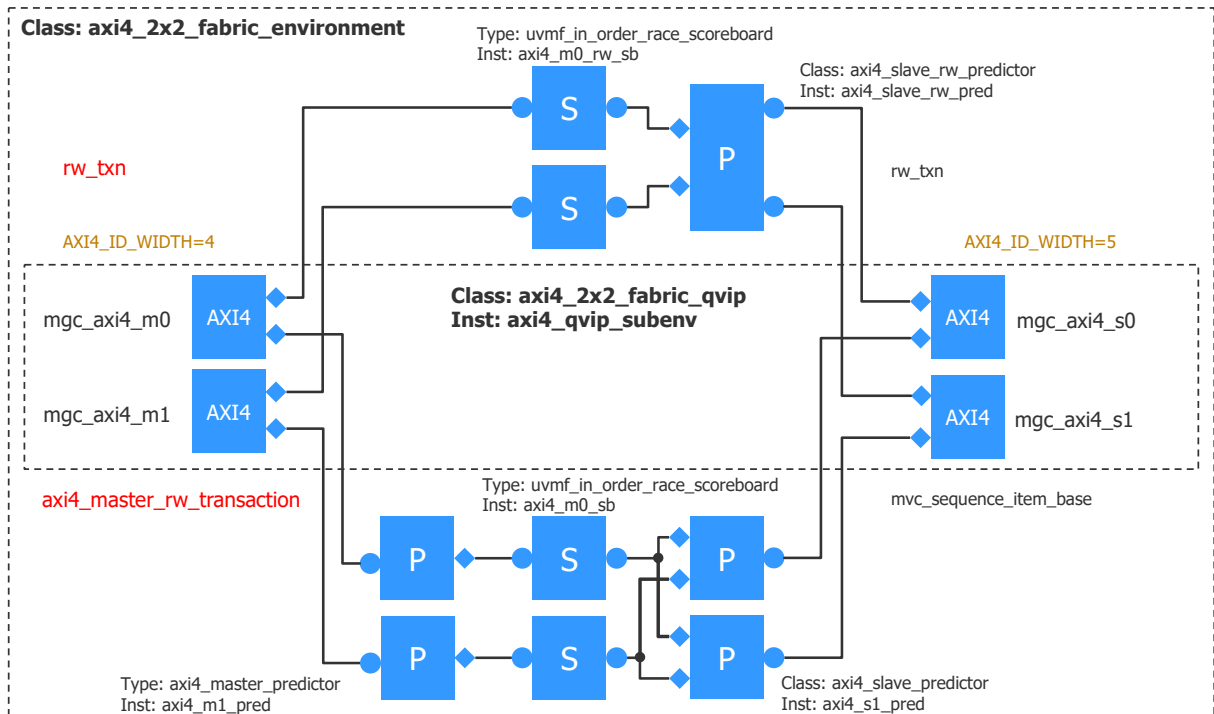 Class: axi4_2x2_fabric_environment
Type: uvmf_in_order_race_scoreboard
Inst: axi4_m0_rw_sb
Class: axi4_slave_rw_predictor
Inst: axi4_slave_rw_pred
S
P
rw_txn
rw_txn
S
AXI4_ID_WIDTH=4
AXI4_ID_WIDTH=5
Class: axi4_2x2_fabric_qvip
Inst: axi4_qvip_subenv
mgc_axi4_m0
AXI4
AXI4
mgc_axi4_s0
mgc_axi4_m1
AXI4
AXI4
mgc_axi4_s1
axi4_master_rw_transaction
Type: uvmf_in_order_race_scoreboard
Inst: axi4_m0_sb
mvc_sequence_item_base
P
S
P
P
S
P
Type: axi4_master_predictor
Inst: axi4_m1_pred
Class: axi4_slave_predictor
Inst: axi4_s1_pred